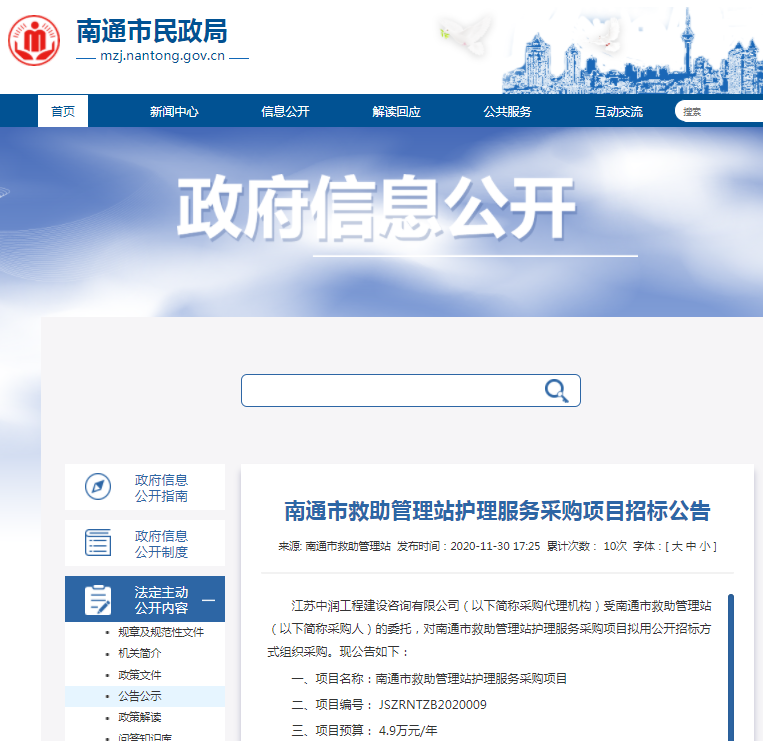 南通市民政局
mzj.nantong.gov.cn
首页 新闻中心 信息公开 解读回应 公共服务 互动交流 搜索
政府信息公开
政府信息
公开指南
政府信息
公开制度
法定主动
公开内容
• 规章及规范性文件
• 机关简介
• 政策文件
• 公告公示
• 政策解读
• 问答知识库
南通市救助管理站护理服务采购项目招标公告
来源: 南通市救助管理站 发布时间：2020-11-30 17:25 累计次数： 10次 字体：[ 大 中 小 ]
江苏中润工程建设咨询有限公司（以下简称采购代理机构）受南通市救助管理站
（以下简称采购人）的委托，对南通市救助管理站护理服务采购项目拟用公开招标方
式组织采购。现公告如下：
一、项目名称：南通市救助管理站护理服务采购项目
二、项目编号： JSZRNTZB2020009
三、项目预算： 4.9万元/年